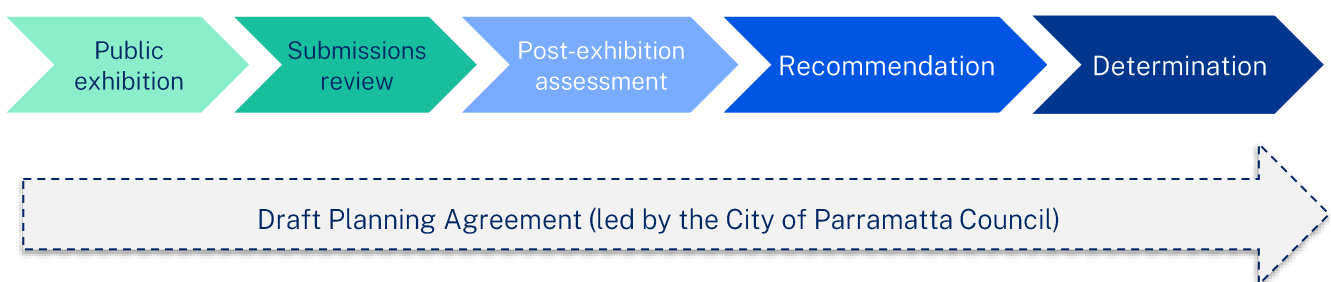 Public
exhibition
Submissions
review
Post-exhibition
assessment
Recommendation
Determination
Draft Planning Agreement (led by the City of Parramatta Council)